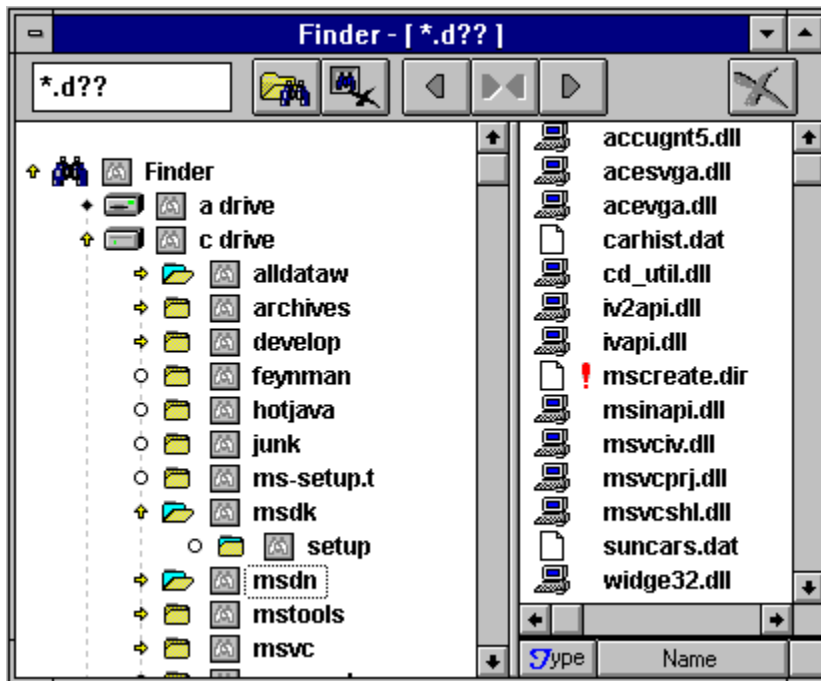 Finder - [ *.d?? ]
*.d??
Finder
a drive
c drive
alldataw
archives
develop
feynman
hotjava
junk
ms-setup.t
msdk
setup
msdn
mstools
msvc
accugnt5.dll
acesvga.dll
acevga.dll
carhist.dat
cd_util.dll
iv2api.dll
ivapi.dll
mscreate.dir
msinapi.dll
msvciv.dll
msvcprj.dll
msvcshl.dll
suncars.dat
widge32.dll
Type Name